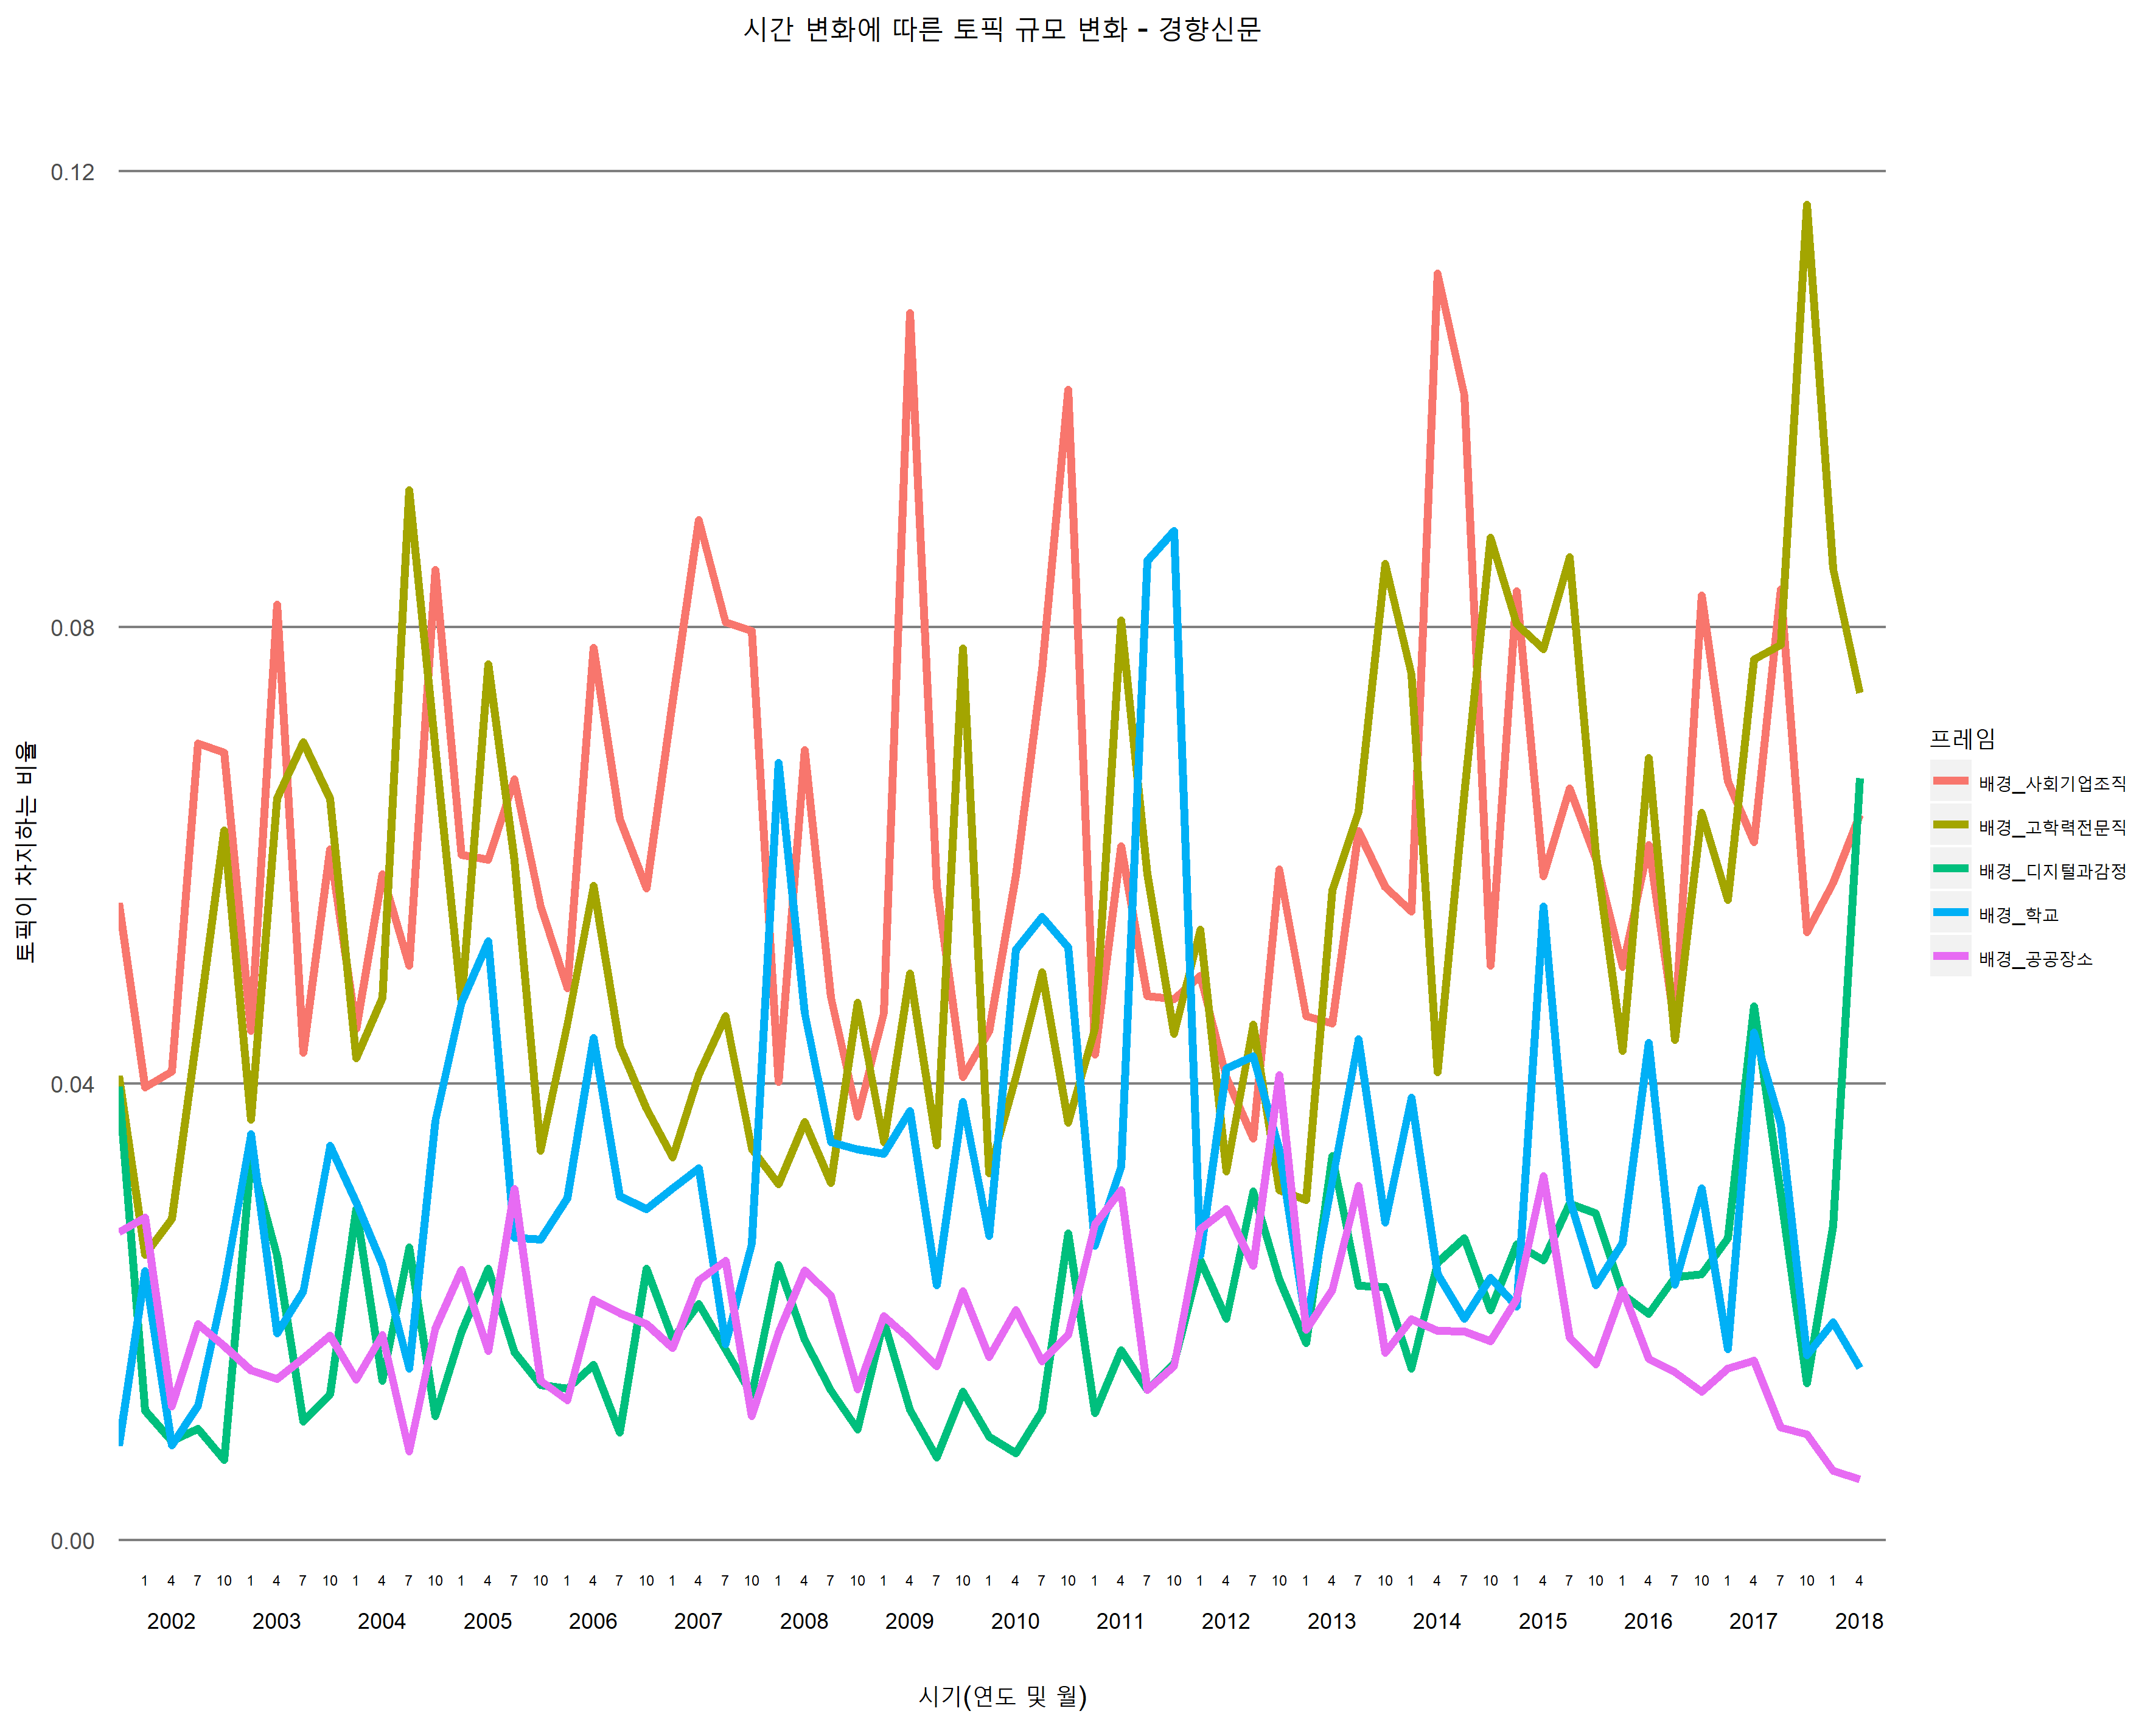 시간 변화에 따른 토픽 규모 변화 - 경향신문
0.12
0.08
0.04
0.00
토픽이 차지하는 비율
1 4 7 10 1 4 7 10 1 4 7 10 1 4 7 10 1 4 7 10 1 4 7 10 1 4 7 10 1 4 7 10 1 4 7 10 1 4 7 10 1 4 7 10 1 4 7 10 1 4 7 10 1 4 7 10 1 4 7 10 1 4 7 10 1 4
2002 2003 2004 2005 2006 2007 2008 2009 2010 2011 2012 2013 2014 2015 2016 2017 2018
시기(연도 및 월)
프레임
배경_사회기업조직
배경_고학력전문직
배경_디지털과감정
배경_학교
배경_공공장소